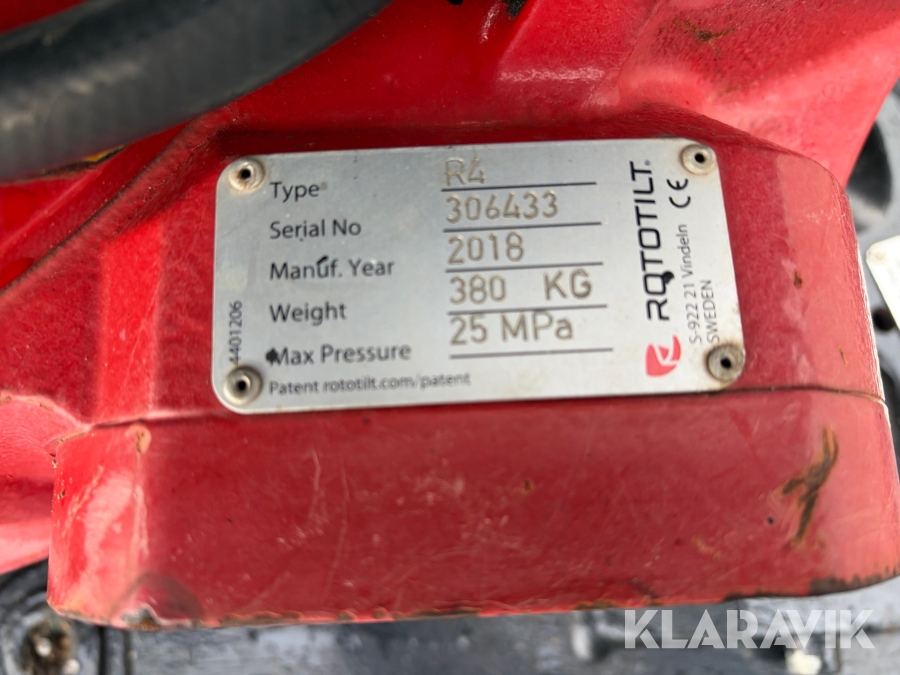 Type R4
Serial No 306433
Manuf. Year 2018
Weight 380 KG
Max Pressure 25 MPa
Patent rototilt.com/patent
4401206
ROTOTILT.
CE
S-922 21 Vindeln
SWEDEN
KLARAVIK